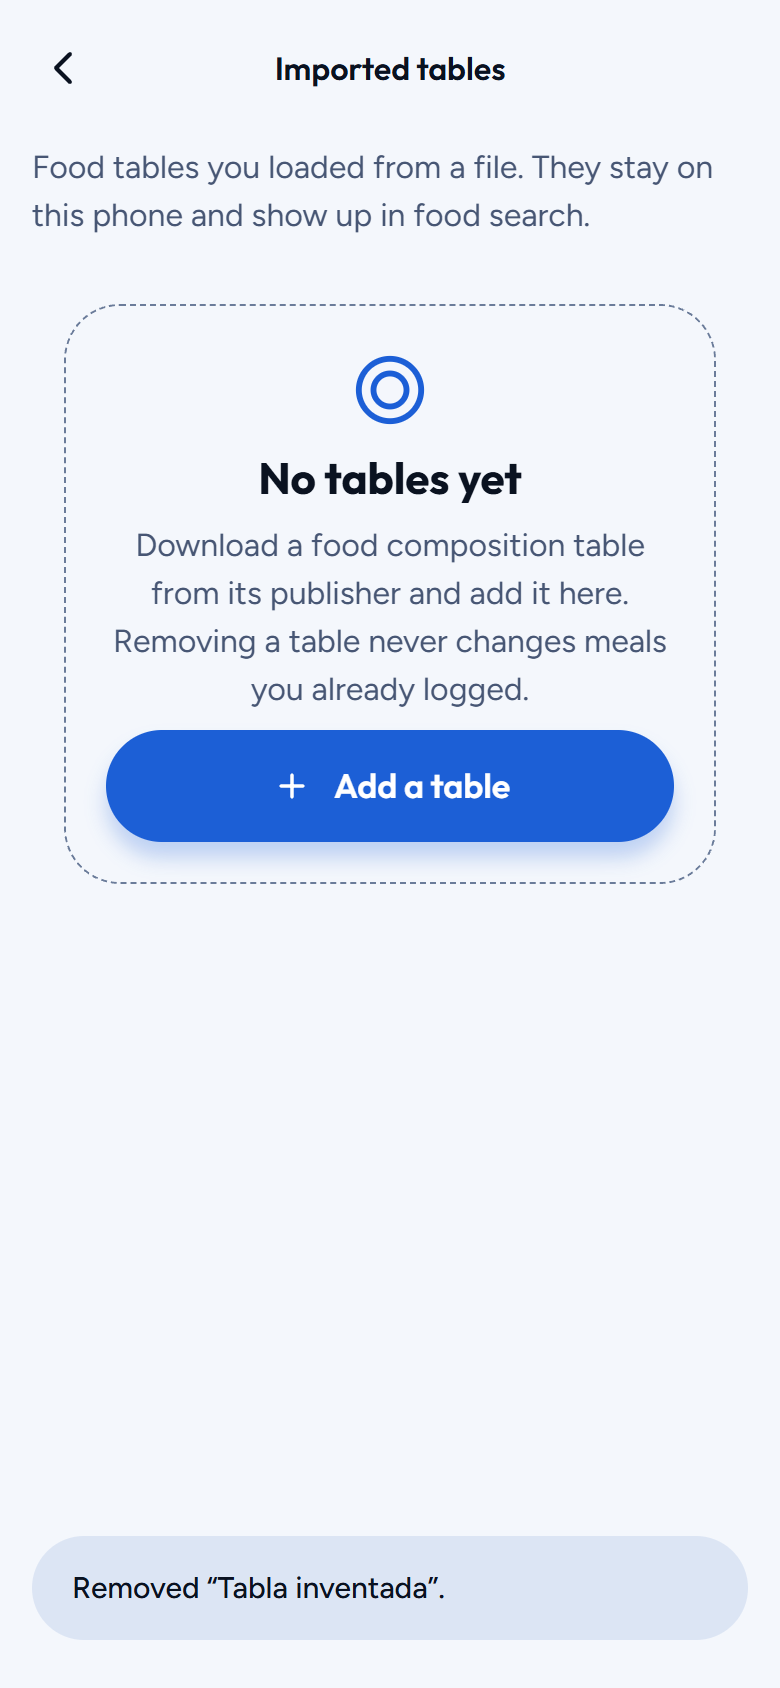 Imported tables
Food tables you loaded from a file. They stay on
this phone and show up in food search.
No tables yet
Download a food composition table
from its publisher and add it here.
Removing a table never changes meals
you already logged.
Add a table
Removed “Tabla inventada”.